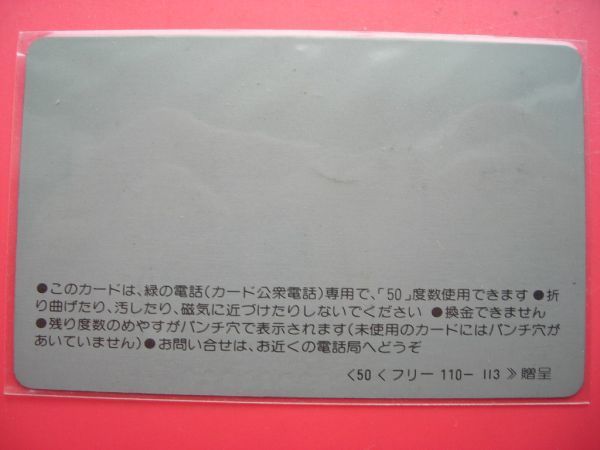 ●このカードは、緑の電話(カード公衆電話)専用で、「50」度数使用できます ●折
り曲げたり、汚したり、磁気に近づけたりしないでください ●換金できません
●残り度数のめやすがパンチ穴で表示されます(未使用のカードにはパンチ穴が
あいていません)●お問い合せは、お近くの電話局へどうぞ
〈50〈フリー 110− 113 》贈呈